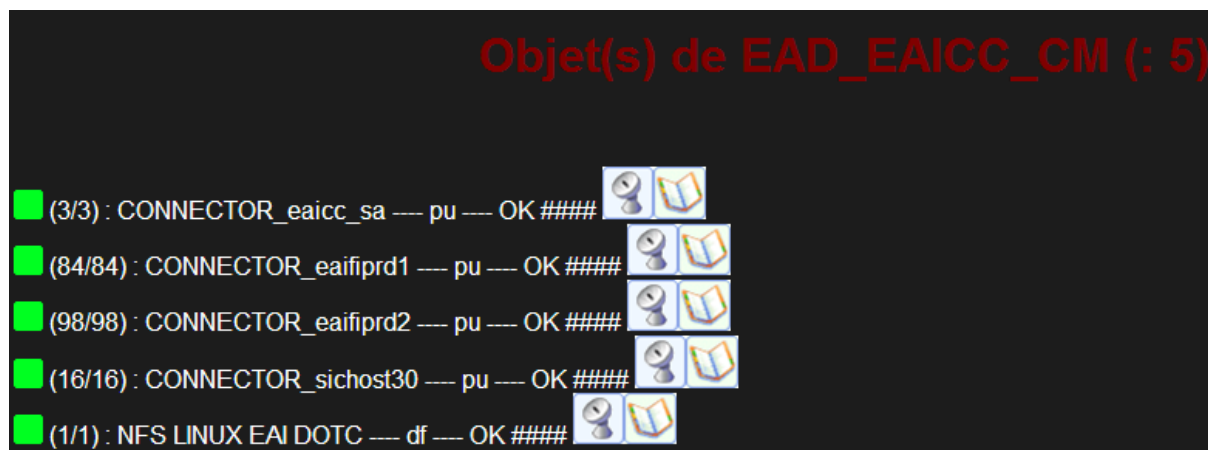 Objet(s) de EAD_EAICC_CM (: 5)
(3/3) : CONNECTOR_eaicc_sa ---- pu ---- OK ####
(84/84) : CONNECTOR_eaifiprd1 ---- pu ---- OK ####
(98/98) : CONNECTOR_eaifiprd2 ---- pu ---- OK ####
(16/16) : CONNECTOR_sichost30 ---- pu ---- OK ####
(1/1) : NFS LINUX EAI DOTC ---- df ---- OK ####